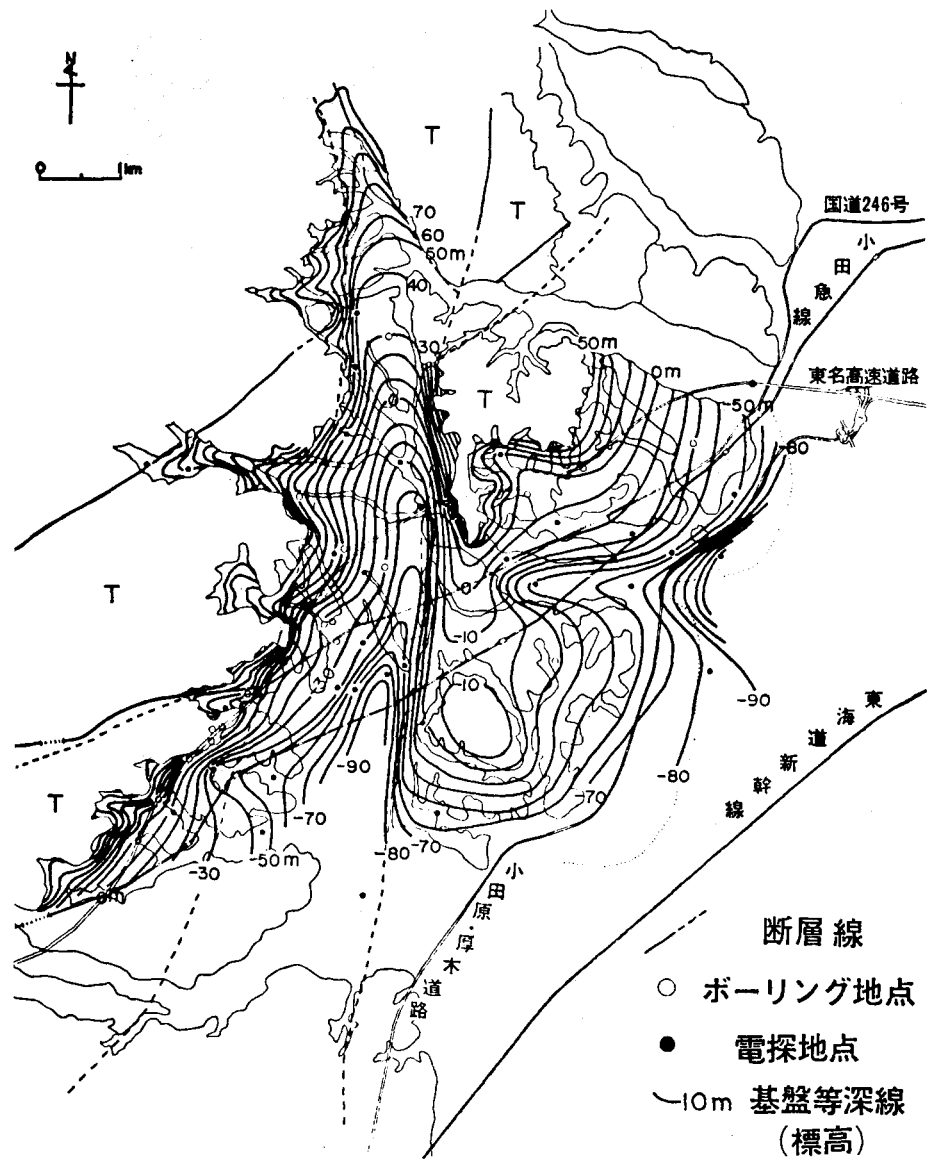 N
0 1km
T
T
国道246号
小田急線
70
60
50m
40
30
50m
0m
東名高速道路
-50m
-80
T
T
0
-10
-10
-90
東海道新幹線
-90
-80
-70
T
-70
-50m
-80
-70
-30
0m
小田原・厚木道路
断層線
ボーリング地点
電探地点
-10m 基盤等深線
(標高)